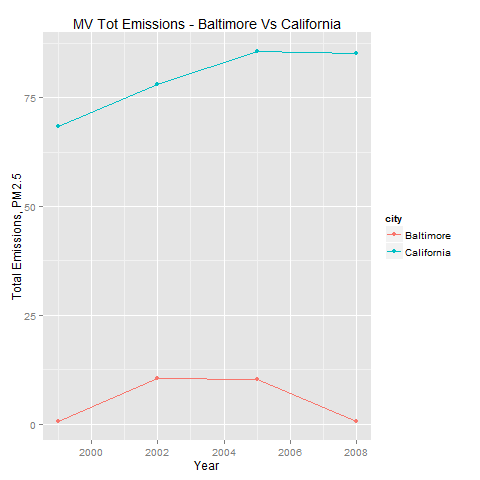 MV Tot Emissions - Baltimore Vs California
Total Emissions, PM2.5
75
50
25
0
2000 2002 2004 2006 2008
Year
city
Baltimore
California